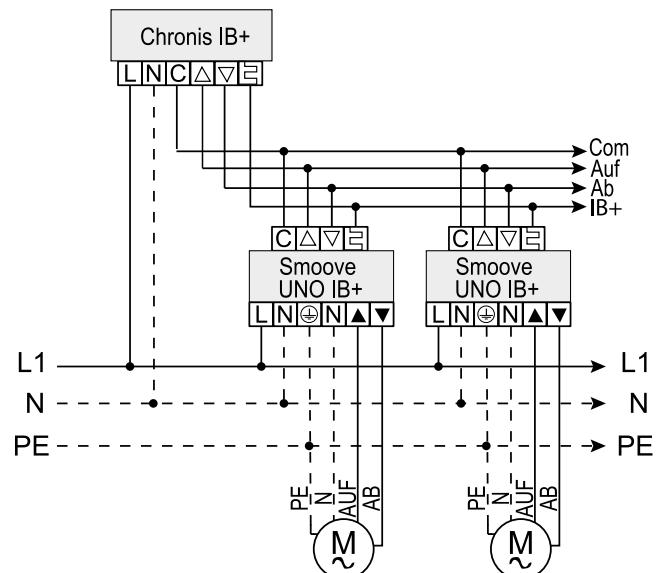 Chronis IB+
L N C △ ▽
Com
Auf
Ab
IB+
C △ ▽
C △ ▽
Smoove
UNO IB+
Smoove
UNO IB+
L N N ▲ ▼
L N N ▲ ▼
L1
L1
N
N
PE
PE
PE
N
AUF
AB
PE
N
AUF
AB
M
~
M
~